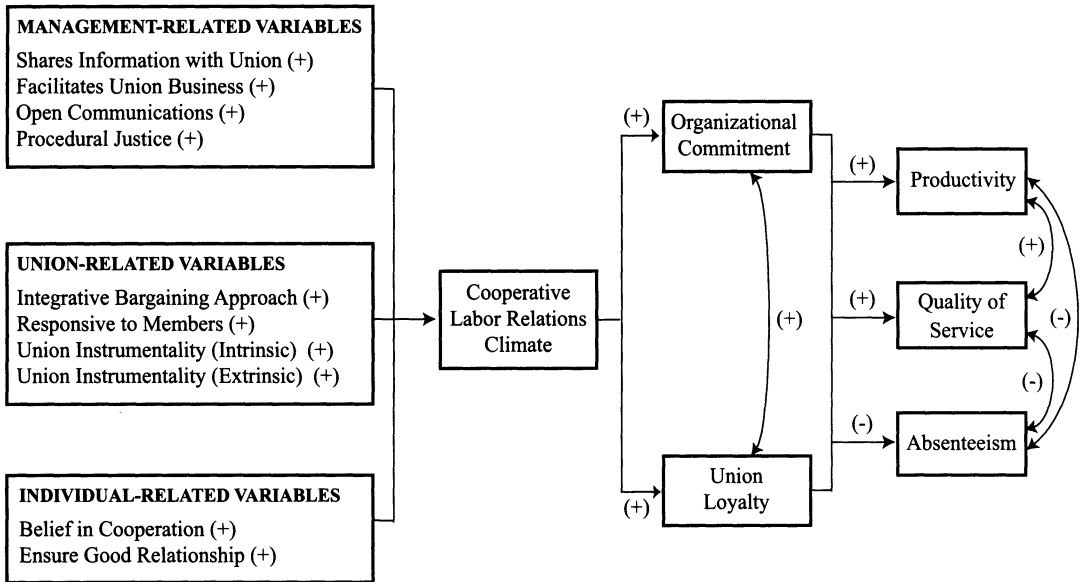 MANAGEMENT-RELATED VARIABLES
Shares Information with Union (+)
Facilitates Union Business (+)
Open Communications (+)
Procedural Justice (+)
UNION-RELATED VARIABLES
Integrative Bargaining Approach (+)
Responsive to Members (+)
Union Instrumentality (Intrinsic) (+)
Union Instrumentality (Extrinsic) (+)
INDIVIDUAL-RELATED VARIABLES
Belief in Cooperation (+)
Ensure Good Relationship (+)
Cooperative
Labor Relations
Climate
(+)
Organizational
Commitment
(+)
(+)
Union
Loyalty
(+)
Productivity
(+)
(+)
Quality of
Service
(-)
(-)
(-)
Absenteeism